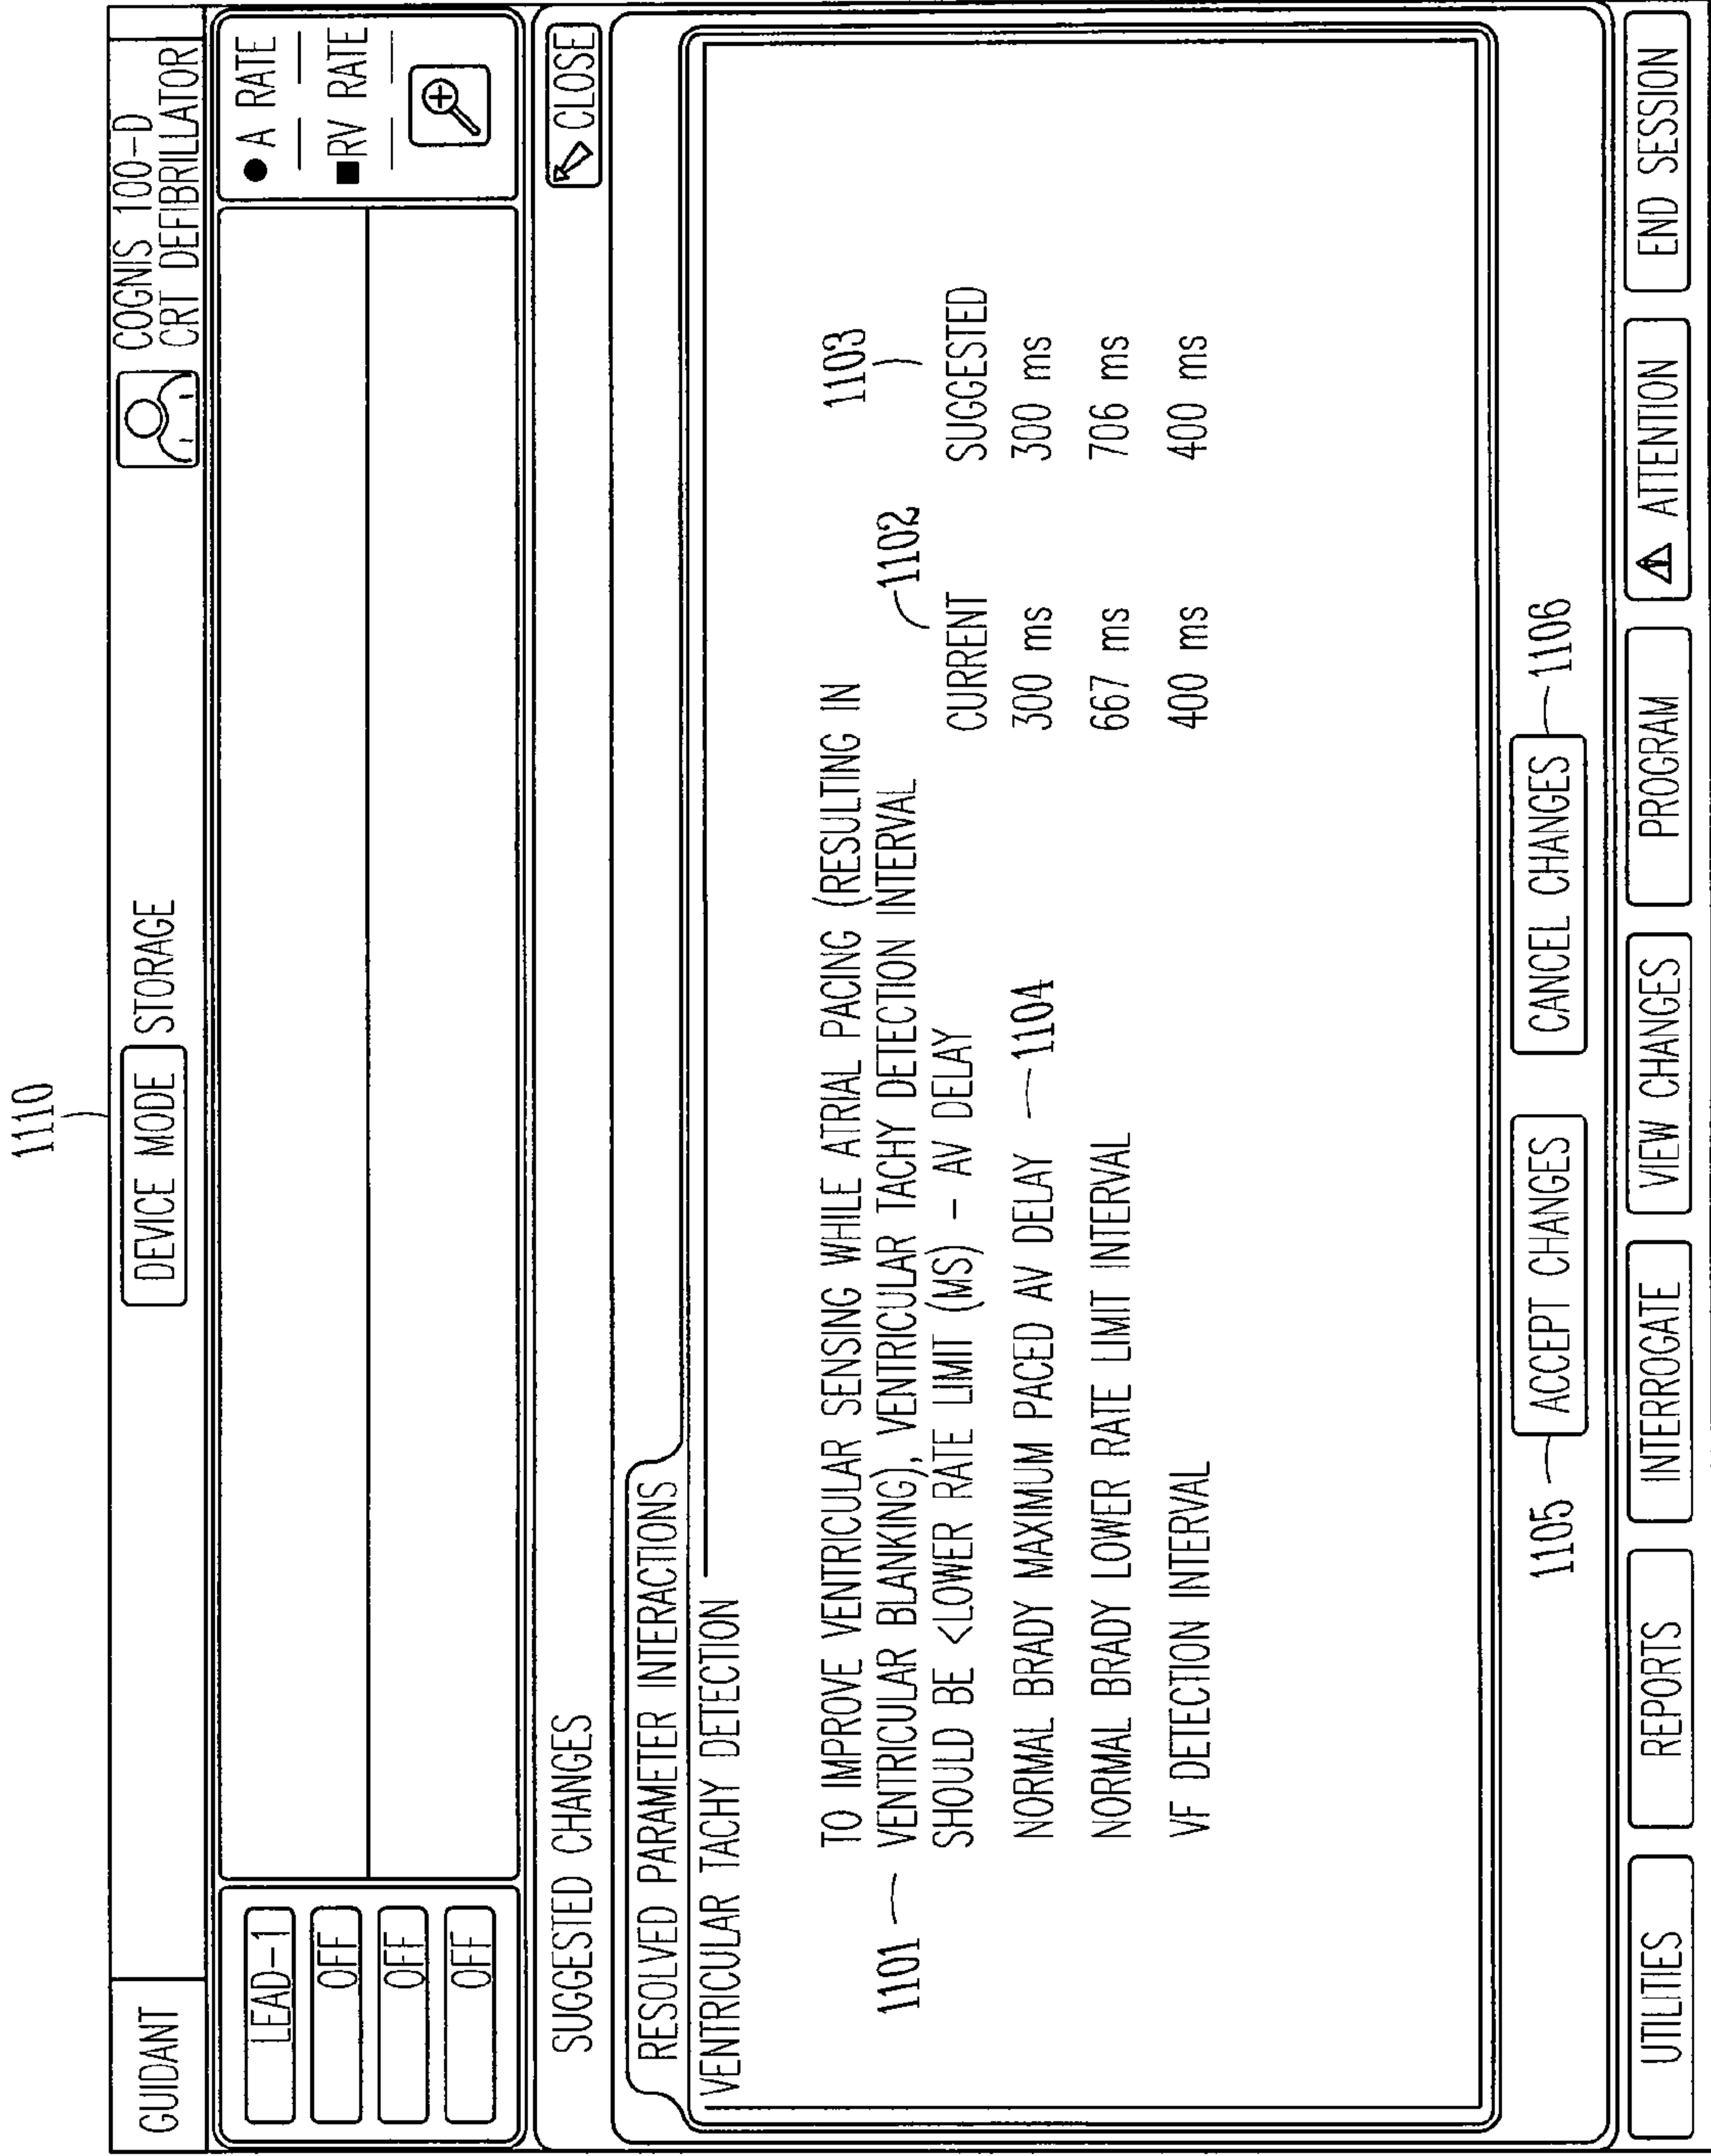 1110
GUIDANT
DEVICE MODE STORAGE
COGNIS 100-D
CRT DEFIBRILLATOR
LEAD-1
OFF
OFF
OFF
A RATE
RV RATE
SUGGESTED CHANGES
CLOSE
RESOLVED PARAMETER INTERACTIONS
VENTRICULAR TACHY DETECTION
1101
TO IMPROVE VENTRICULAR SENSING WHILE ATRIAL PACING (RESULTING IN
VENTRICULAR BLANKING), VENTRICULAR TACHY DETECTION INTERVAL
SHOULD BE <LOWER RATE LIMIT (MS) - AV DELAY
1102
1103
CURRENT SUGGESTED
NORMAL BRADY MAXIMUM PACED AV DELAY 1104 300 ms 300 ms
NORMAL BRADY LOWER RATE LIMIT INTERVAL 667 ms 706 ms
VF DETECTION INTERVAL 400 ms 400 ms
1105 ACCEPT CHANGES CANCEL CHANGES 1106
UTILITIES REPORTS INTERROGATE VIEW CHANGES PROGRAM ATTENTION END SESSION